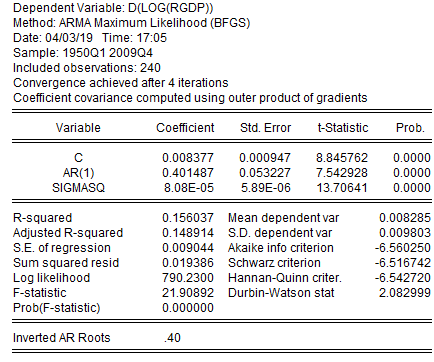 Dependent Variable: D(LOG(RGDP))
Method: ARMA Maximum Likelihood (BFGS)
Date: 04/03/19 Time: 17:05
Sample: 1950Q1 2009Q4
Included observations: 240
Convergence achieved after 4 iterations
Coefficient covariance computed using outer product of gradients
Variable Coefficient Std. Error t-Statistic Prob.
C 0.008377 0.000947 8.845762 0.0000
AR(1) 0.401487 0.053227 7.542928 0.0000
SIGMASQ 8.08E-05 5.89E-06 13.70641 0.0000
R-squared 0.156037 Mean dependent var 0.008285
Adjusted R-squared 0.148914 S.D. dependent var 0.009803
S.E. of regression 0.009044 Akaike info criterion -6.560250
Sum squared resid 0.019386 Schwarz criterion -6.516742
Log likelihood 790.2300 Hannan-Quinn criter. -6.542720
F-statistic 21.90892 Durbin-Watson stat 2.082999
Prob(F-statistic) 0.000000
Inverted AR Roots .40